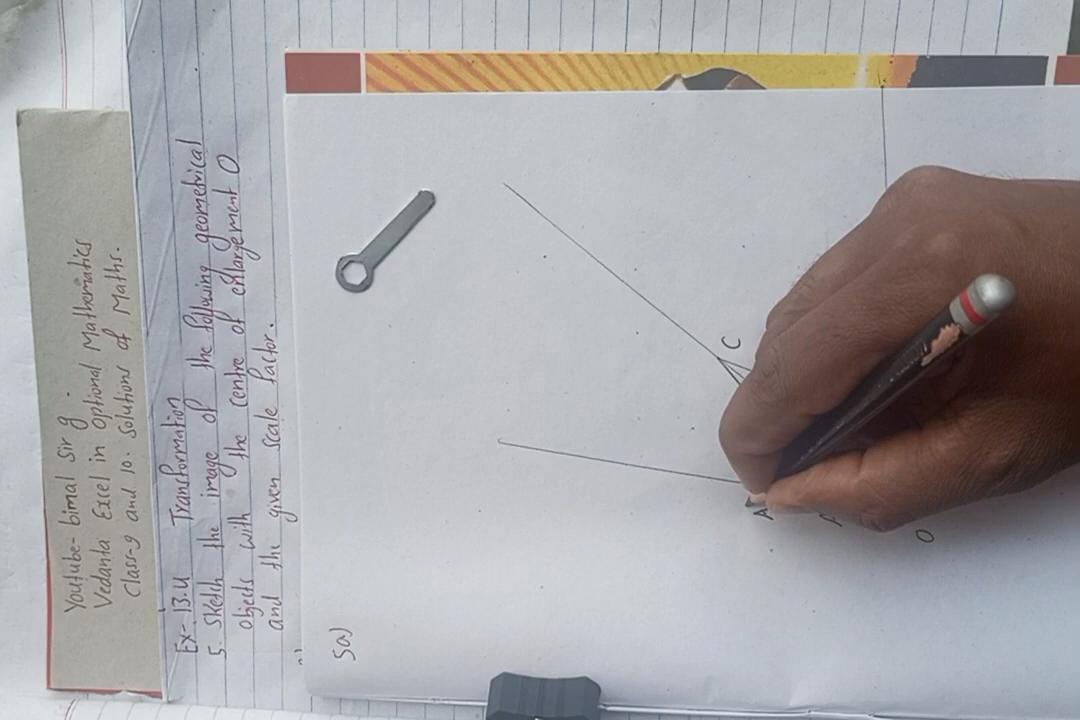 Youtube- bimal sir g.
Vedanta Excel in optional Mathematics
Class-9 and 10. Solutions of Maths.
Ex- 13.4 Transformation
5. Sketch the image of the following geometrical
objects with the centre of enlargement O
and the given scale factor.
5a)
C
A
O